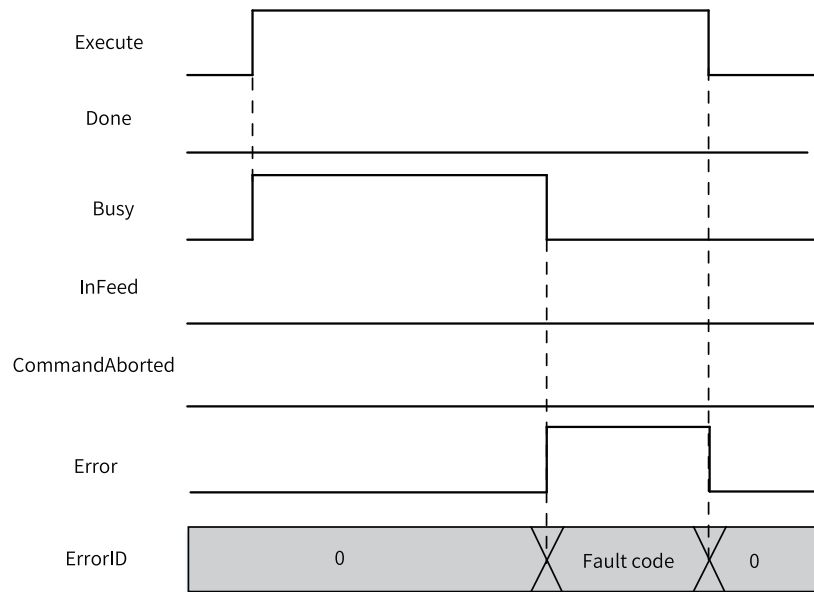 Execute
Done
Busy
InFeed
CommandAborted
Error
ErrorID 0 Fault code 0